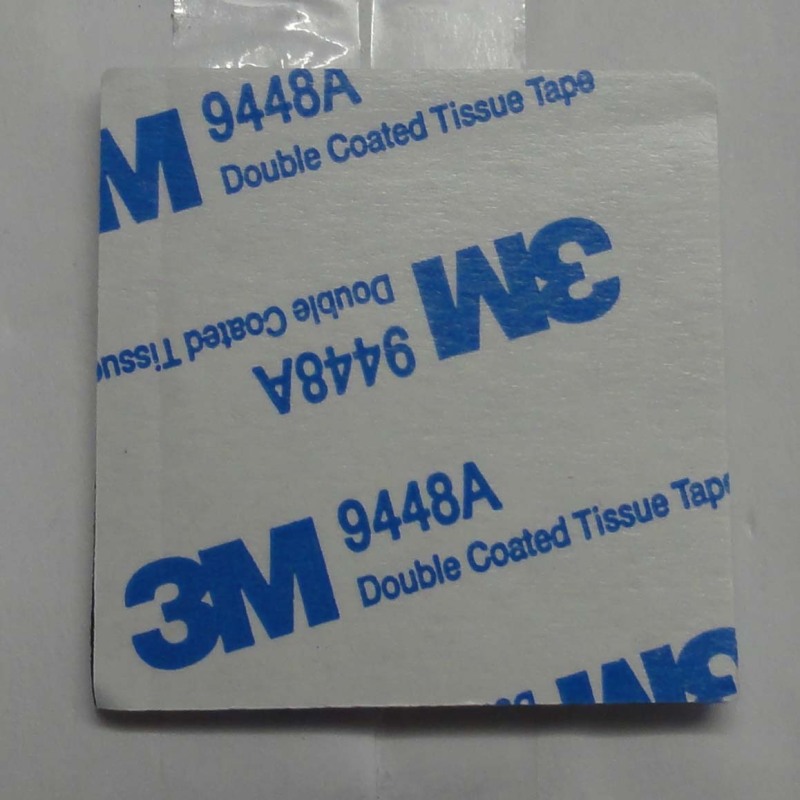 M 9448A
Double Coated Tissue Tape
3M 9448A
Double Coated Tissue
3M 9448A
Double Coated Tissue Tape
3M